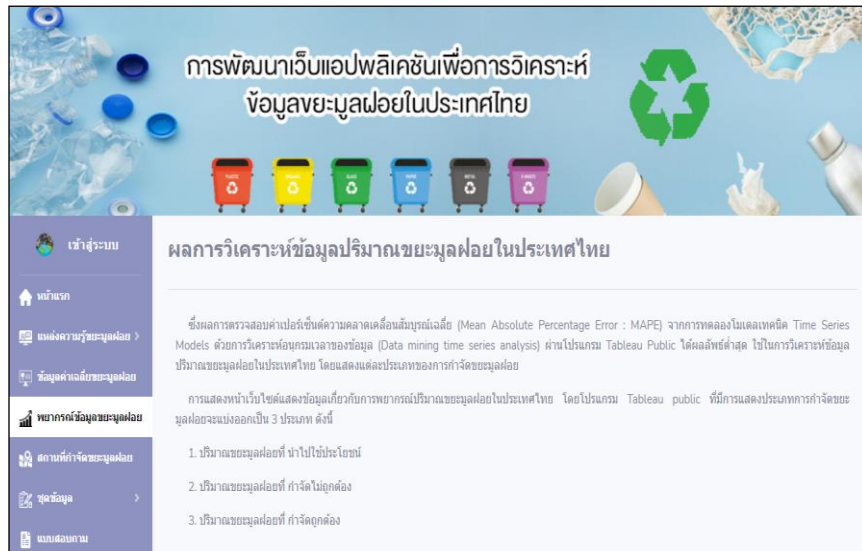 การพัฒนาเว็บแอปพลิเคชันเพื่อการวิเคราะห์
ข้อมูลขยะมูลฝอยในประเทศไทย
PLASTIC
ORGANIC
GLASS
PAPER
METAL
E-WASTE
เข้าสู่ระบบ
หน้าแรก
แหล่งความรู้ขยะมูลฝอย >
ข้อมูลค่าเฉลี่ยขยะมูลฝอย
พยากรณ์ข้อมูลขยะมูลฝอย
สถานที่กำจัดขยะมูลฝอย
ชุดข้อมูล >
แบบสอบถาม
ผลการวิเคราะห์ข้อมูลปริมาณขยะมูลฝอยในประเทศไทย
ซึ่งผลการตรวจสอบค่าเปอร์เซ็นต์ความคลาดเคลื่อนสัมบูรณ์เฉลี่ย (Mean Absolute Percentage Error : MAPE) จากการทดลองโมเดลเทคนิค Time Series
Models ด้วยการวิเคราะห์อนุกรมเวลาของข้อมูล (Data mining time series analysis) ผ่านโปรแกรม Tableau Public ได้ผลลัพธ์ต่ำสุด ใช้ในการวิเคราะห์ข้อมูล
ปริมาณขยะมูลฝอยในประเทศไทย โดยแสดงแต่ละประเภทของการกำจัดขยะมูลฝอย
การแสดงหน้าเว็บไซต์แสดงข้อมูลเกี่ยวกับการพยากรณ์ปริมาณขยะมูลฝอยในประเทศไทย โดยโปรแกรม Tableau public ที่มีการแสดงประเภทการกำจัดขยะ
มูลฝอยจะแบ่งออกเป็น 3 ประเภท ดังนี้
1. ปริมาณขยะมูลฝอยที่ นำไปใช้ประโยชน์
2. ปริมาณขยะมูลฝอยที่ กำจัดไม่ถูกต้อง
3. ปริมาณขยะมูลฝอยที่ กำจัดถูกต้อง